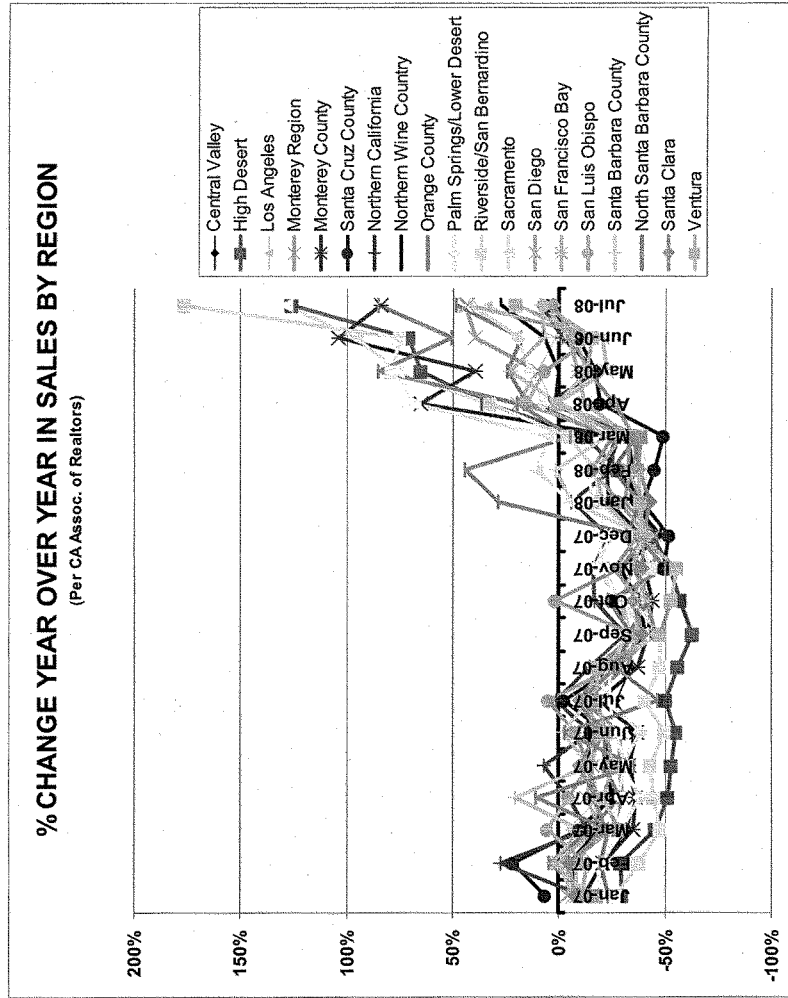 % CHANGE YEAR OVER YEAR IN SALES BY REGION
(Per CA Assoc. of Realtors)
200%
150%
100%
50%
0%
-50%
-100%
Jan-07
Feb-07
Mar-07
Apr-07
May-07
Jun-07
Jul-07
Aug-07
Sep-07
Oct-07
Nov-07
Dec-07
Jan-08
Feb-08
Mar-08
Apr-08
May-08
Jun-08
Jul-08
Central Valley
High Desert
Los Angeles
Monterey Region
Monterey County
Santa Cruz County
Northern California
Northern Wine Country
Orange County
Palm Springs/Lower Desert
Riverside/San Bernardino
Sacramento
San Diego
San Francisco Bay
San Luis Obispo
Santa Barbara County
North Santa Barbara County
Santa Clara
Ventura